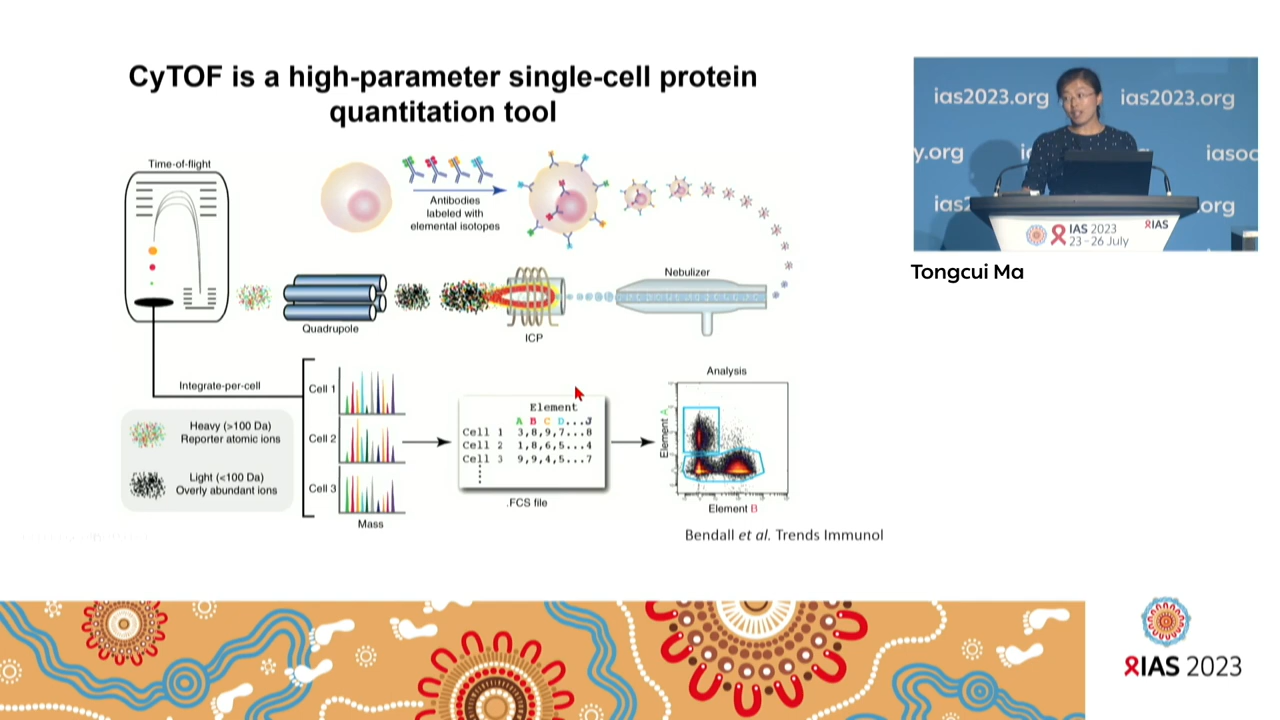 CyTOF is a high-parameter single-cell protein
quantitation tool
Time-of-flight
Antibodies
labeled with
elemental isotopes
Nebulizer
Quadrupole
ICP
Integrate-per-cell
Heavy (>100 Da)
Reporter atomic ions
Light (<100 Da)
Overly abundant ions
Cell 1
Cell 2
Cell 3
Mass
Element
A B C D...J
Cell 1 3,8,9,7...8
Cell 2 1,8,6,5...4
Cell 3 9,9,4,5...7
.FCS file
Analysis
Element A
Element B
Bendall et al. Trends Immunol
ias2023.org
ias2023.org
y.org
iasoc
ias2
.org
IAS 2023
23-26 July
IAS
Tongcui Ma
IAS 2023